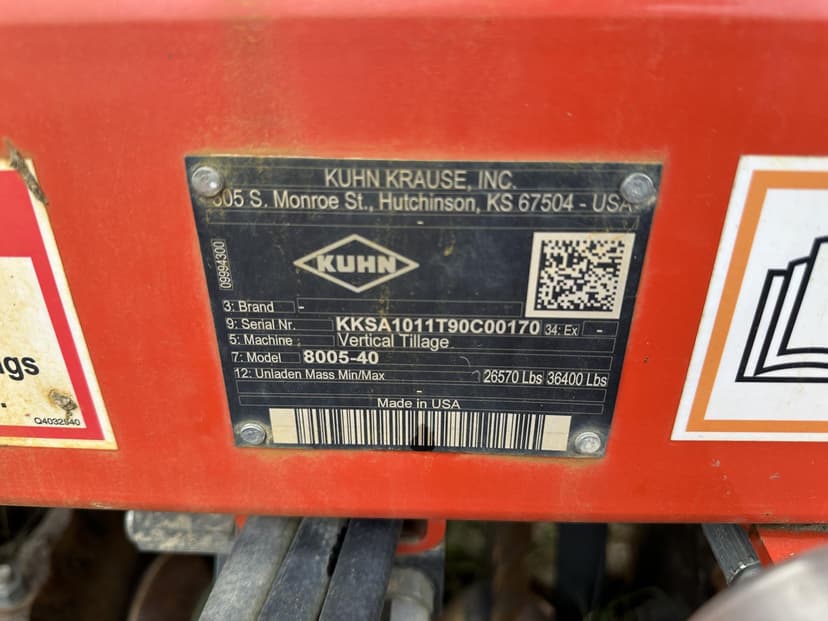 KUHN KRAUSE, INC.
S. Monroe St., Hutchinson, KS 67504 - USA
09994300
KUHN
3: Brand -
9: Serial Nr. KKSA1011T90C00170 34: Ex -
5: Machine Vertical Tillage
7: Model 8005-40
12: Unladen Mass Min/Max 26570 Lbs 36400 Lbs
-
Made in USA
ngs
.